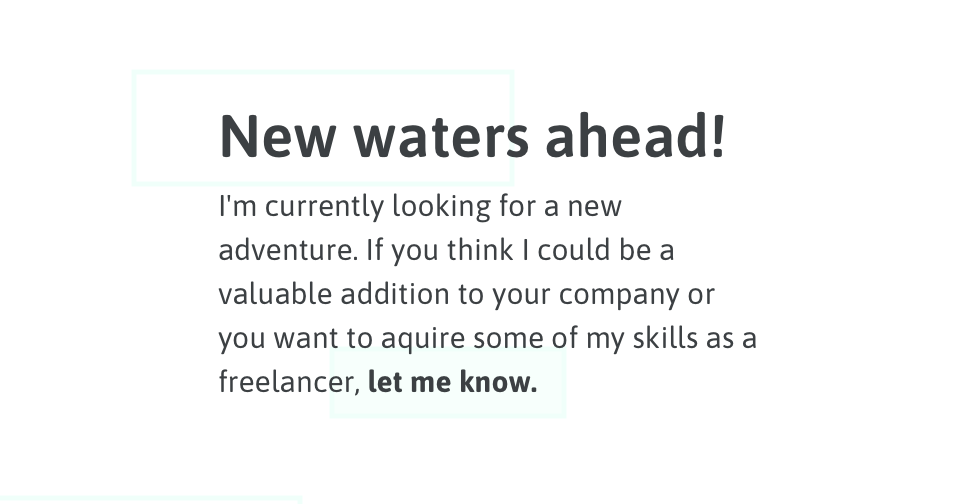 New waters ahead!
I'm currently looking for a new
adventure. If you think I could be a
valuable addition to your company or
you want to aquire some of my skills as a
freelancer, let me know.